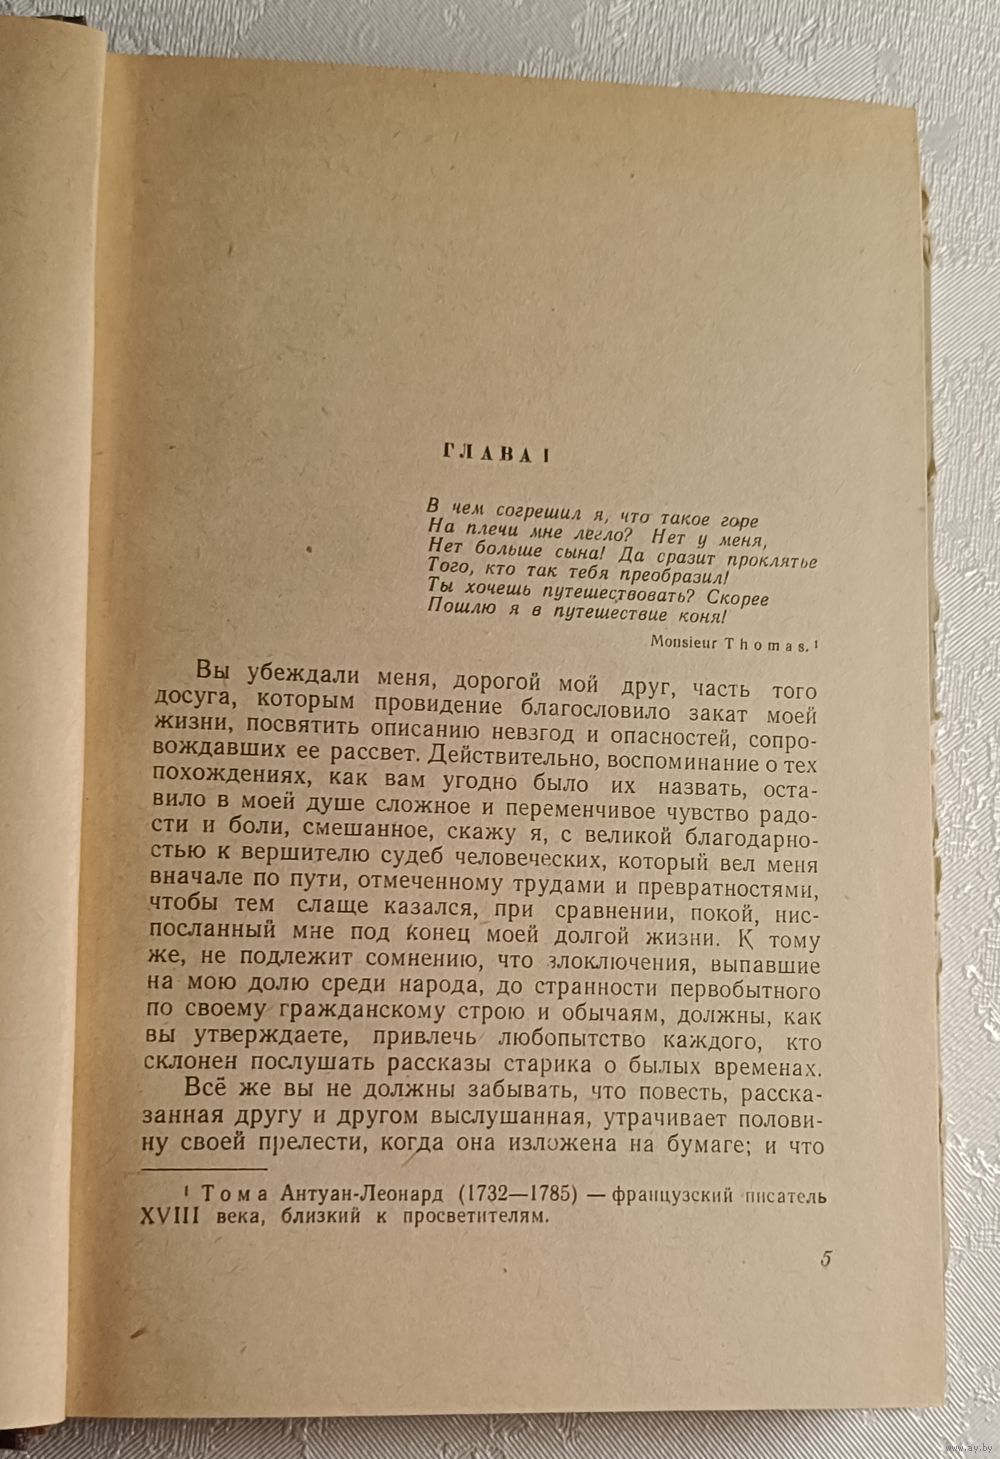 ГЛАВА I
В чем согрешил я, что такое горе
На плечи мне легло? Нет у меня,
Нет больше сына! Да сразит проклятье
Того, кто так тебя преобразил!
Ты хочешь путешествовать? Скорее
Пошлю я в путешествие коня!
Monsieur Thomas.¹
Вы убеждали меня, дорогой мой друг, часть того
досуга, которым провидение благословило закат моей
жизни, посвятить описанию невзгод и опасностей, сопро-
вождавших ее рассвет. Действительно, воспоминание о тех
похождениях, как вам угодно было их назвать, оста-
вило в моей душе сложное и переменчивое чувство радо-
сти и боли, смешанное, скажу я, с великой благодарно-
стью к вершителю судеб человеческих, который вел меня
вначале по пути, отмеченному трудами и превратностями,
чтобы тем слаще казался, при сравнении, покой, нис-
посланный мне под конец моей долгой жизни. К тому
же, не подлежит сомнению, что злоключения, выпавшие
на мою долю среди народа, до странности первобытного
по своему гражданскому строю и обычаям, должны, как
вы утверждаете, привлечь любопытство каждого, кто
склонен послушать рассказы старика о былых временах.
Всё же вы не должны забывать, что повесть, расска-
занная другу и другом выслушанная, утрачивает полови-
ну своей прелести, когда она изложена на бумаге; и что
¹ Тома Антуан-Леонард (1732—1785) — французский писатель
XVIII века, близкий к просветителям.
5
www.ay.by